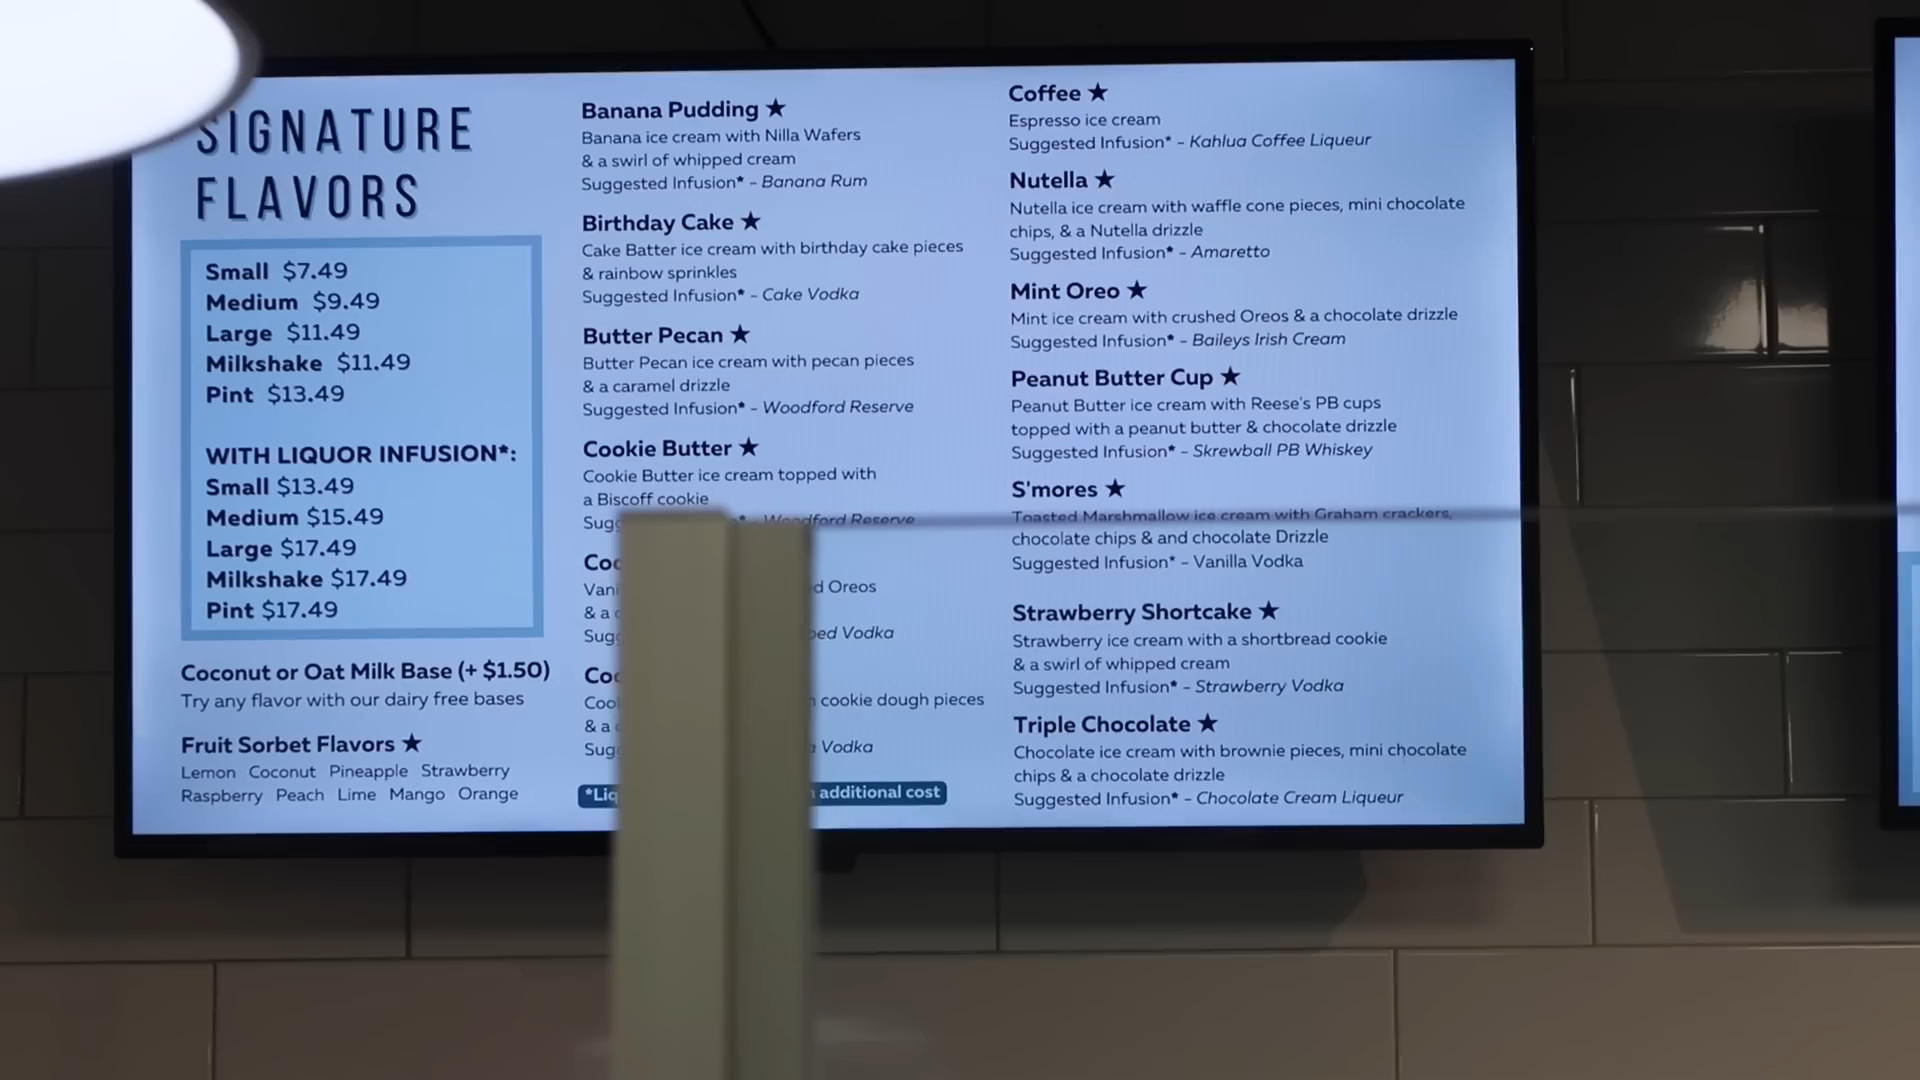 SIGNATURE
FLAVORS
Small $7.49
Medium $9.49
Large $11.49
Milkshake $11.49
Pint $13.49
WITH LIQUOR INFUSION*:
Small $13.49
Medium $15.49
Large $17.49
Milkshake $17.49
Pint $17.49
Coconut or Oat Milk Base (+ $1.50)
Try any flavor with our dairy free bases
Fruit Sorbet Flavors ★
Lemon Coconut Pineapple Strawberry
Raspberry Peach Lime Mango Orange
Banana Pudding ★
Banana ice cream with Nilla Wafers
& a swirl of whipped cream
Suggested Infusion* - Banana Rum
Birthday Cake ★
Cake Batter ice cream with birthday cake pieces
& rainbow sprinkles
Suggested Infusion* - Cake Vodka
Butter Pecan ★
Butter Pecan ice cream with pecan pieces
& a caramel drizzle
Suggested Infusion* - Woodford Reserve
Cookie Butter ★
Cookie Butter ice cream topped with
a Biscoff cookie
- Woodford Reserve
Oreos
& a
Vodka
cookie dough pieces
& a
Vodka
additional cost
Coffee ★
Espresso ice cream
Suggested Infusion* - Kahlua Coffee Liqueur
Nutella ★
Nutella ice cream with waffle cone pieces, mini chocolate
chips, & a Nutella drizzle
Suggested Infusion* - Amaretto
Mint Oreo ★
Mint ice cream with crushed Oreos & a chocolate drizzle
Suggested Infusion* - Baileys Irish Cream
Peanut Butter Cup ★
Peanut Butter ice cream with Reese's PB cups
topped with a peanut butter & chocolate drizzle
Suggested Infusion* - Skrewball PB Whiskey
S'mores ★
Toasted Marshmallow ice cream with Graham crackers,
chocolate chips & and chocolate Drizzle
Suggested Infusion* - Vanilla Vodka
Strawberry Shortcake ★
Strawberry ice cream with a shortbread cookie
& a swirl of whipped cream
Suggested Infusion* - Strawberry Vodka
Triple Chocolate ★
Chocolate ice cream with brownie pieces, mini chocolate
chips & a chocolate drizzle
Suggested Infusion* - Chocolate Cream Liqueur